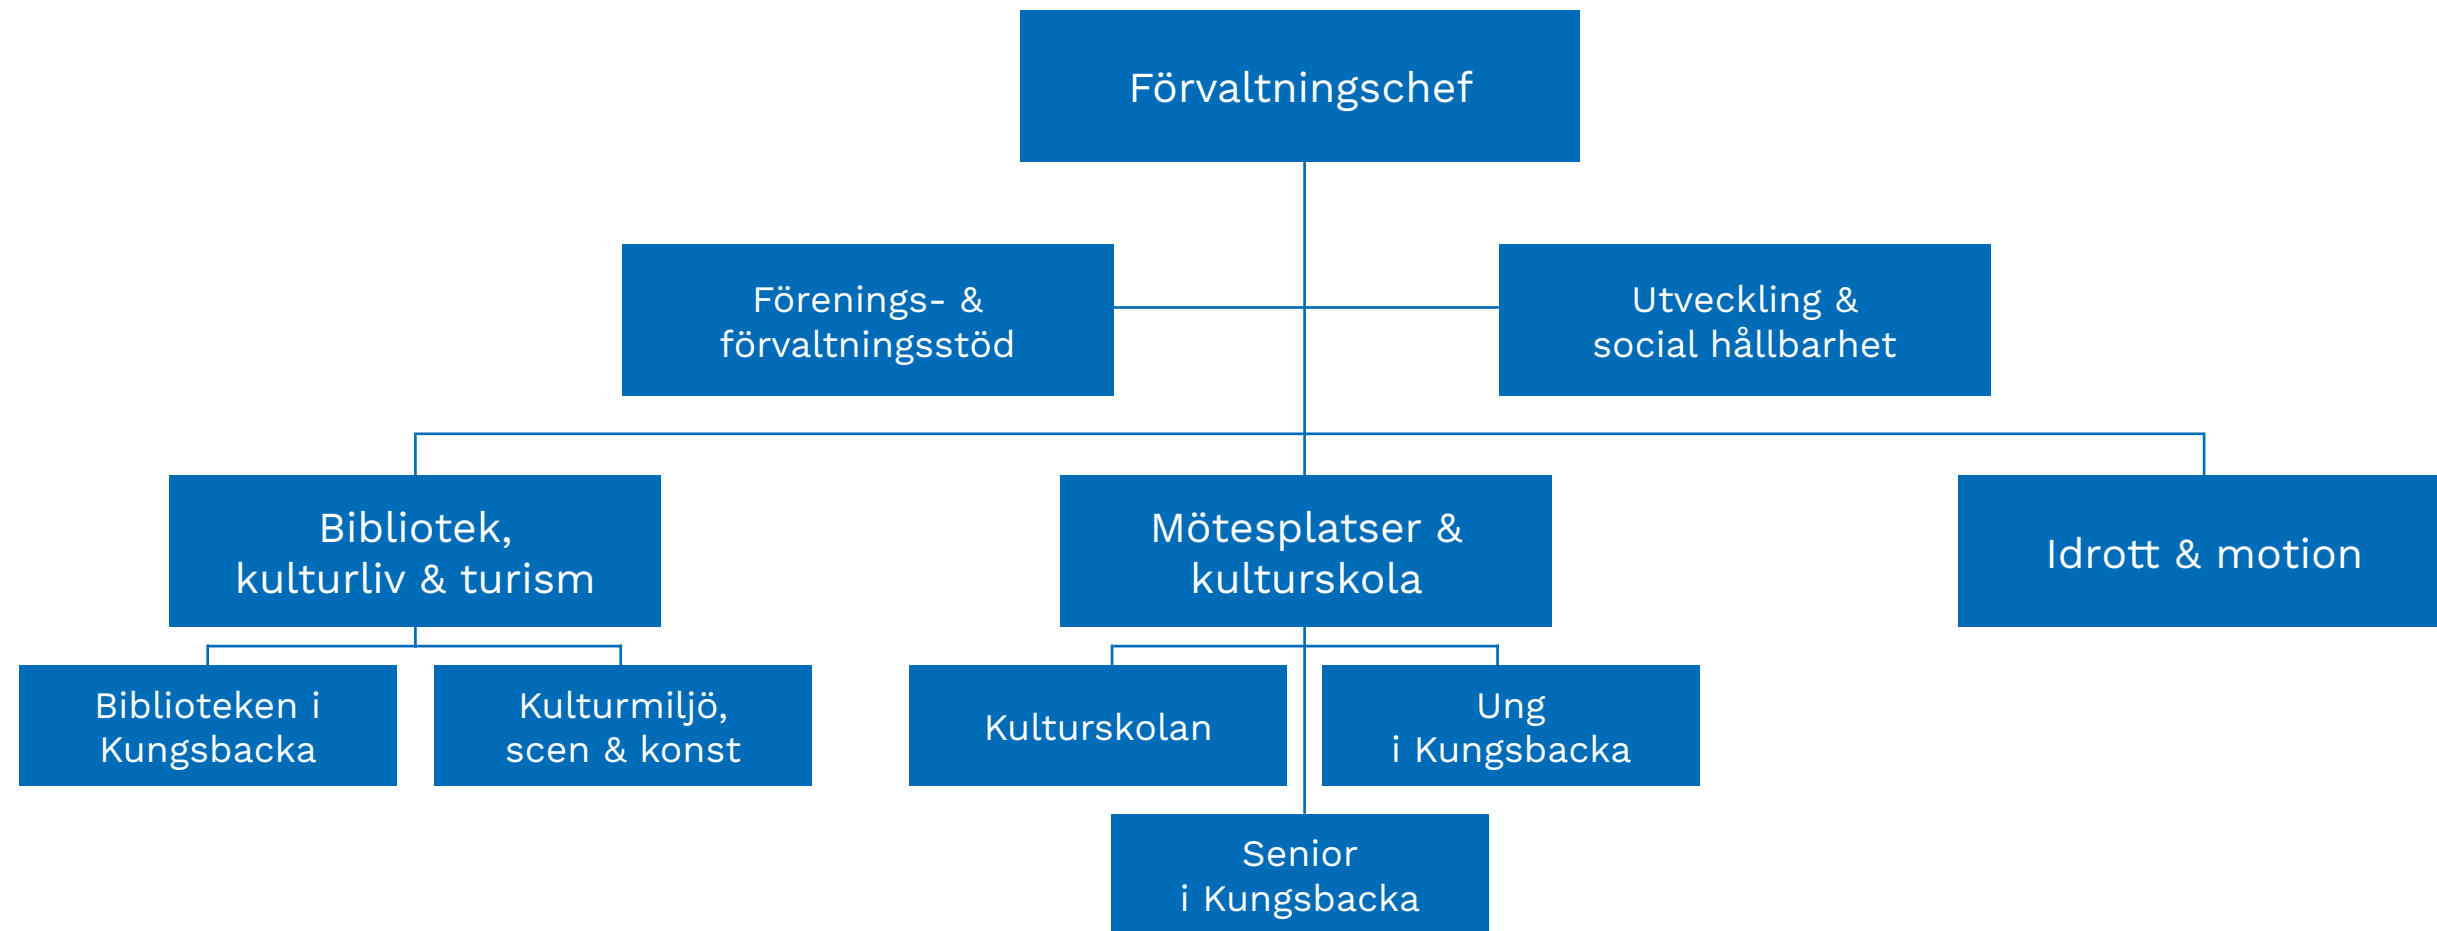 Förvaltningschef
Förenings- &
förvaltningsstöd
Utveckling &
social hållbarhet
Bibliotek,
kulturliv & turism
Mötesplatser &
kulturskola
Idrott & motion
Biblioteken i
Kungsbacka
Kulturmiljö,
scen & konst
Kulturskolan
Ung
i Kungsbacka
Senior
i Kungsbacka